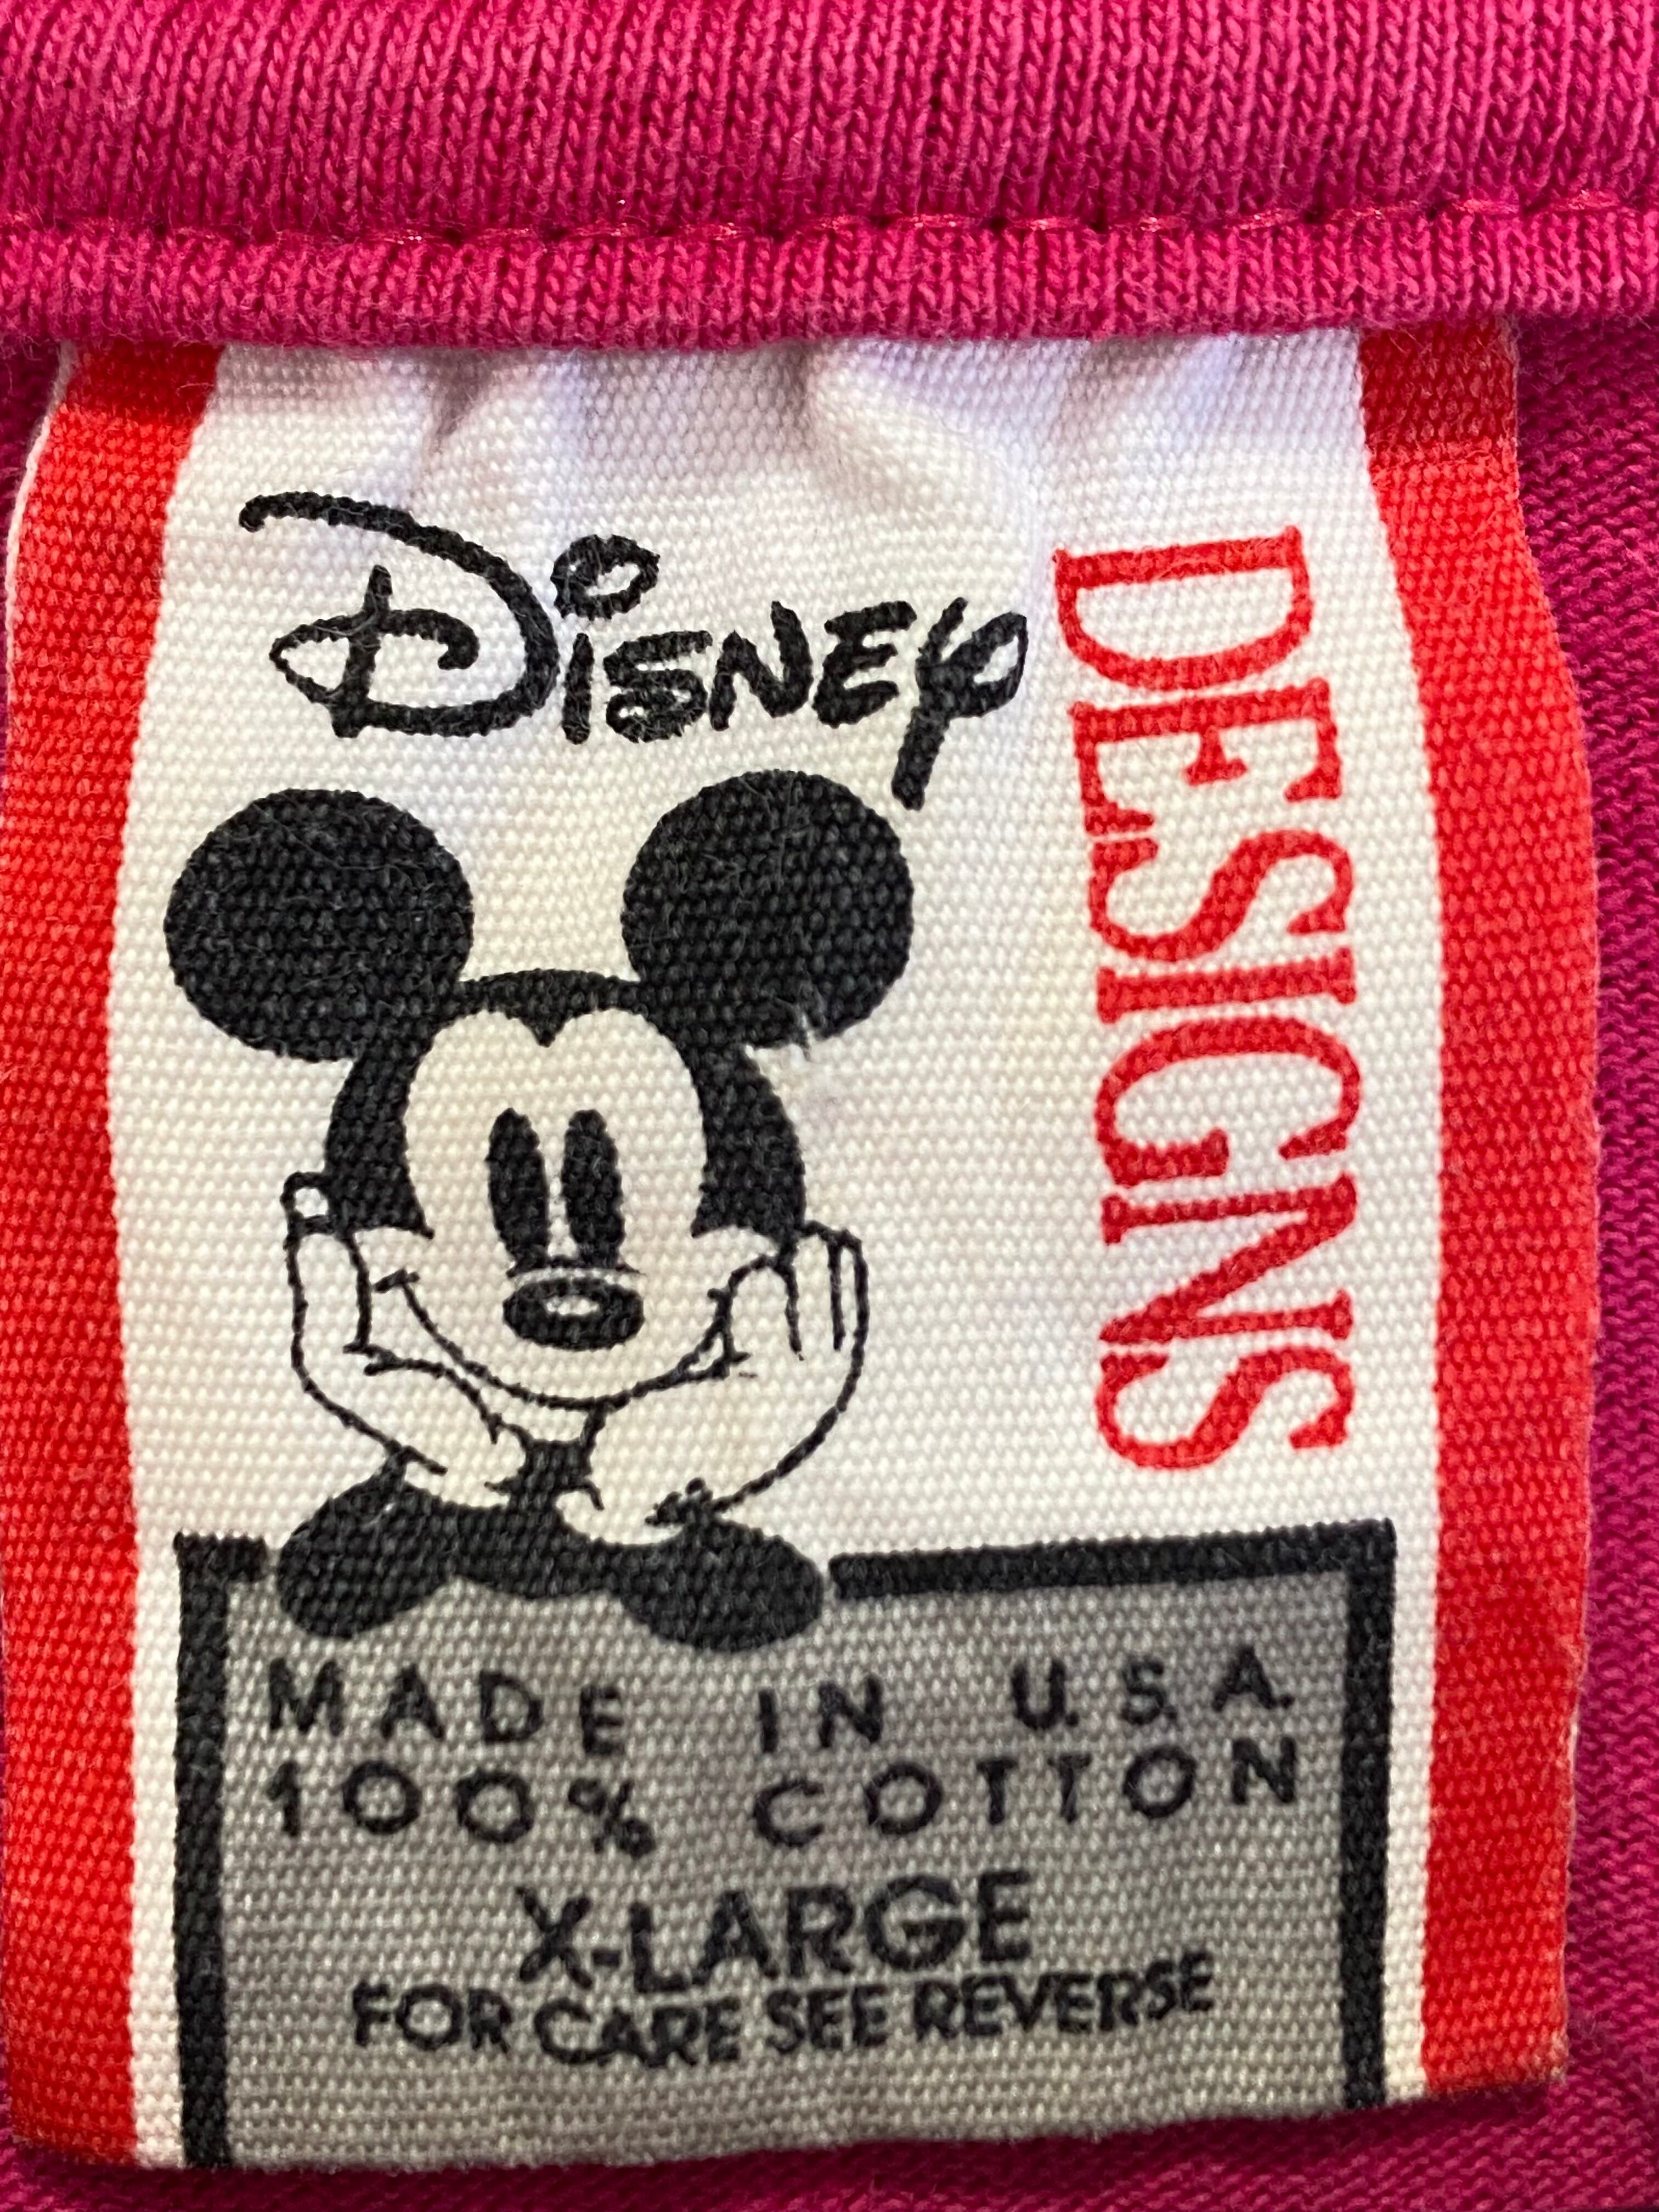 Disney
DESIGNS
MADE IN U.S.A.
100% COTTON
X-LARGE
FOR CARE SEE REVERSE